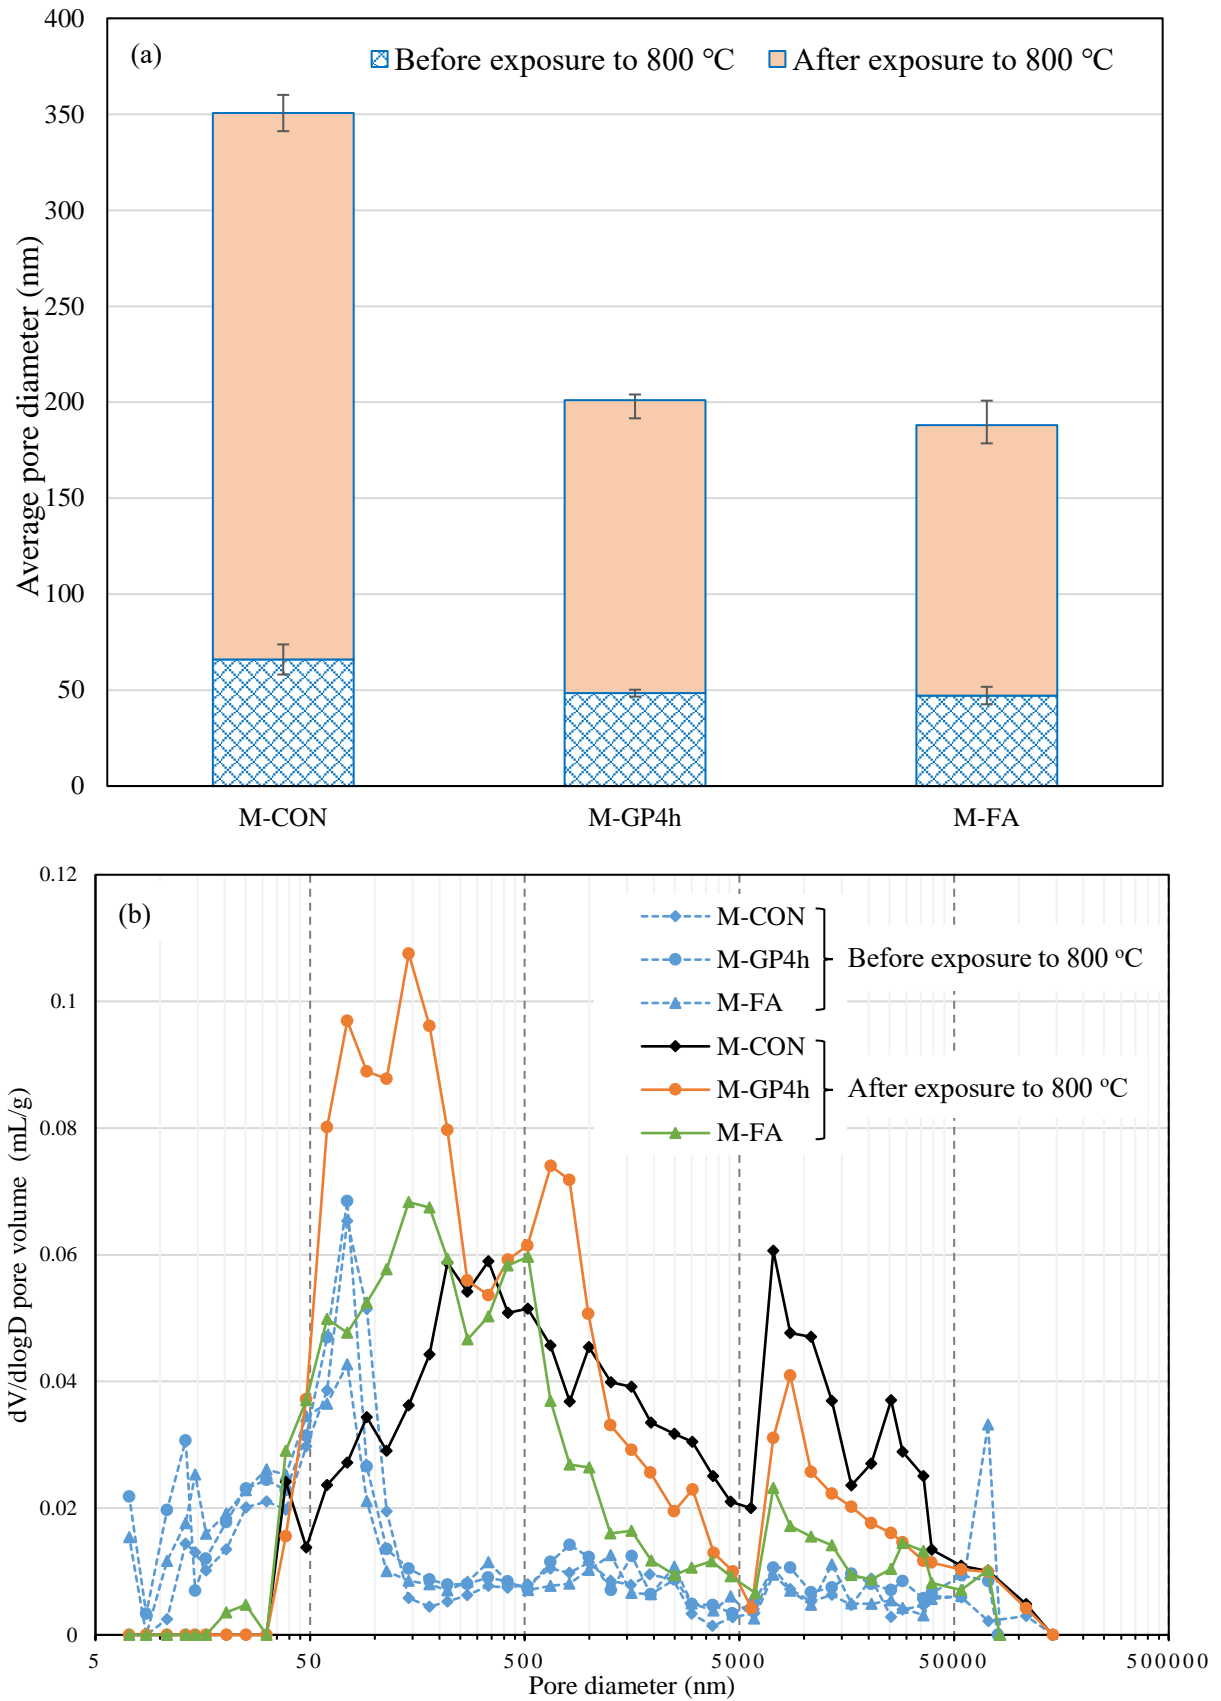 400
(a)
Before exposure to 800 °C
After exposure to 800 °C
350
300
250
200
150
100
50
0
Average pore diameter (nm)
M-CON
M-GP4h
M-FA
0.12
(b)
M-CON
M-GP4h
M-FA
Before exposure to 800 °C
M-CON
M-GP4h
M-FA
After exposure to 800 °C
0.1
0.08
0.06
0.04
0.02
0
dV/dlogD pore volume (mL/g)
5
50
500
5000
50000
500000
Pore diameter (nm)